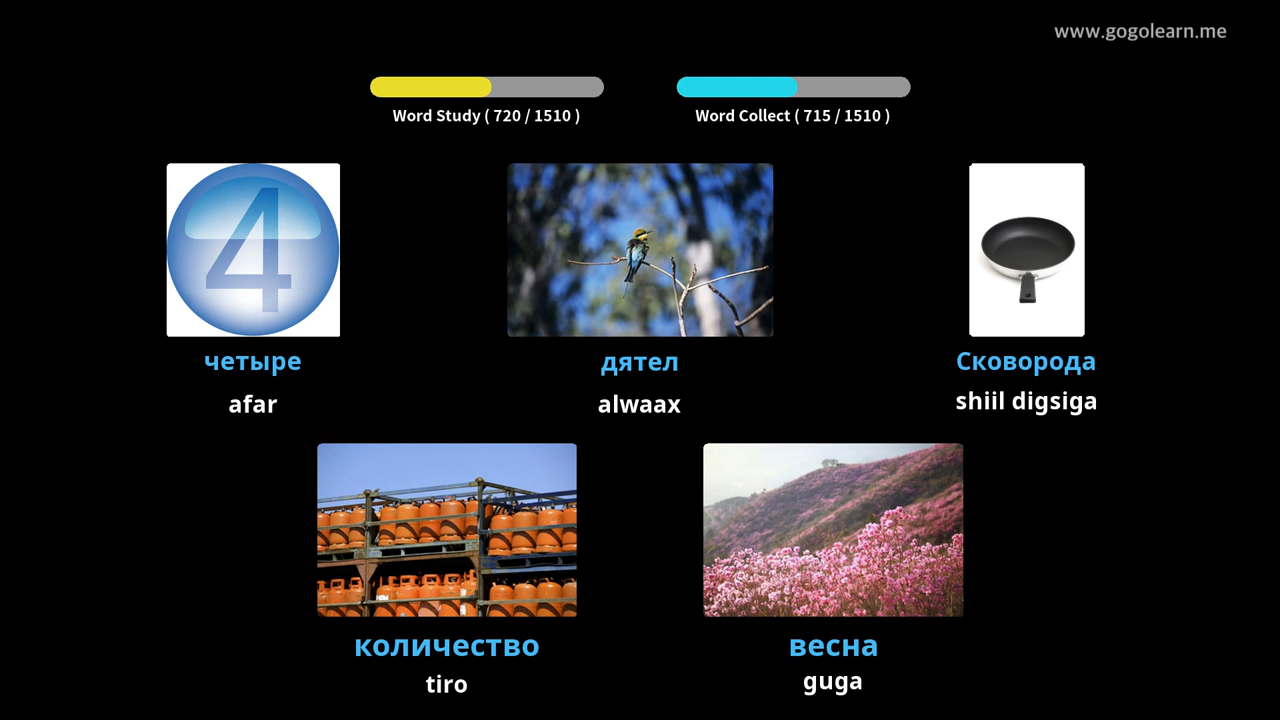 www.gogolearn.me
Word Study ( 720 / 1510 )
Word Collect ( 715 / 1510 )
4
четыре
дятел
Сковорода
afar
alwaax
shiil digsiga
количество
весна
tiro
guga